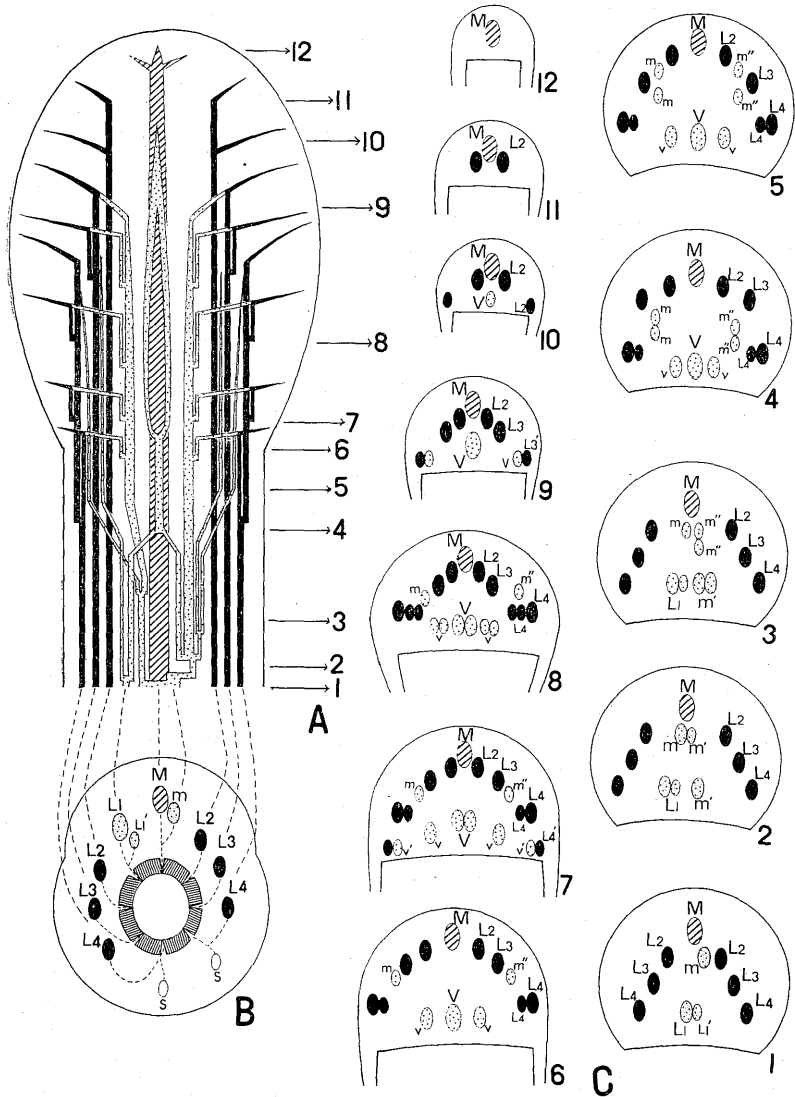 12
11
10
9
8
7
6
5
4
3
2
1
A
M
m
L1
L1'
L2
L2
L3
L3
L4
L4
S
S
B
M
12
M L2
11
M L2
V L2
10
M L2
L3
V v L3'
9
M L2
L3
m m''
L4
V L4
v v
8
M L2
L3
m m''
L4
L4
v v V v v L4'
7
M L2
L3
m m''
L4
V L4
v v
6
M L2
m m''
L3
m m''
L4
V L4
v v
5
M L2
L3
m m''
m m''
L4
V L4
v v
4
M
m m'' L2
m'' L3
L4
L1 m'
3
M
m m' L2
L3
L4
L1 m'
2
M
L2 m L2
L3 L3
L4 L4
L1 L1'
1
C